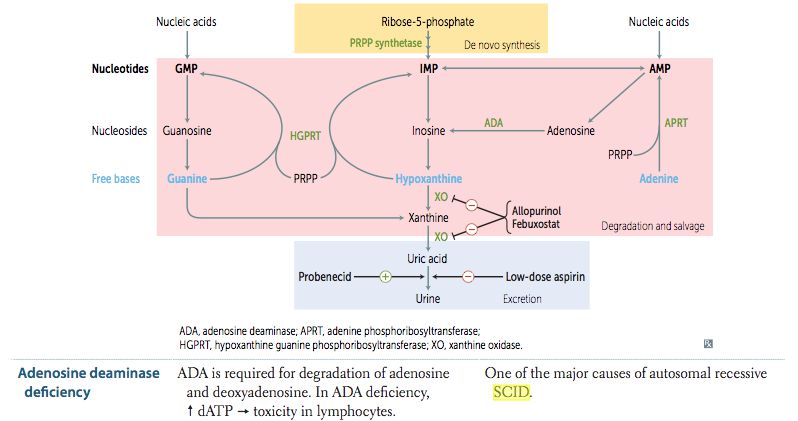 Nucleic acids Ribose-5-phosphate Nucleic acids
PRPP synthetase De novo synthesis
Nucleotides GMP IMP AMP
Nucleosides Guanosine HGPRT Inosine ADA Adenosine APRT
PRPP
Free bases Guanine PRPP Hypoxanthine Adenine
XO −
Xanthine Allopurinol
Febuxostat
XO − Degradation and salvage
Uric acid
Probenecid + − Low-dose aspirin
Urine Excretion
ADA, adenosine deaminase; APRT, adenine phosphoribosyltransferase;
HGPRT, hypoxanthine guanine phosphoribosyltransferase; XO, xanthine oxidase.
℞
Adenosine deaminase
deficiency
ADA is required for degradation of adenosine
and deoxyadenosine. In ADA deficiency,
↑ dATP → toxicity in lymphocytes.
One of the major causes of autosomal recessive
SCID.